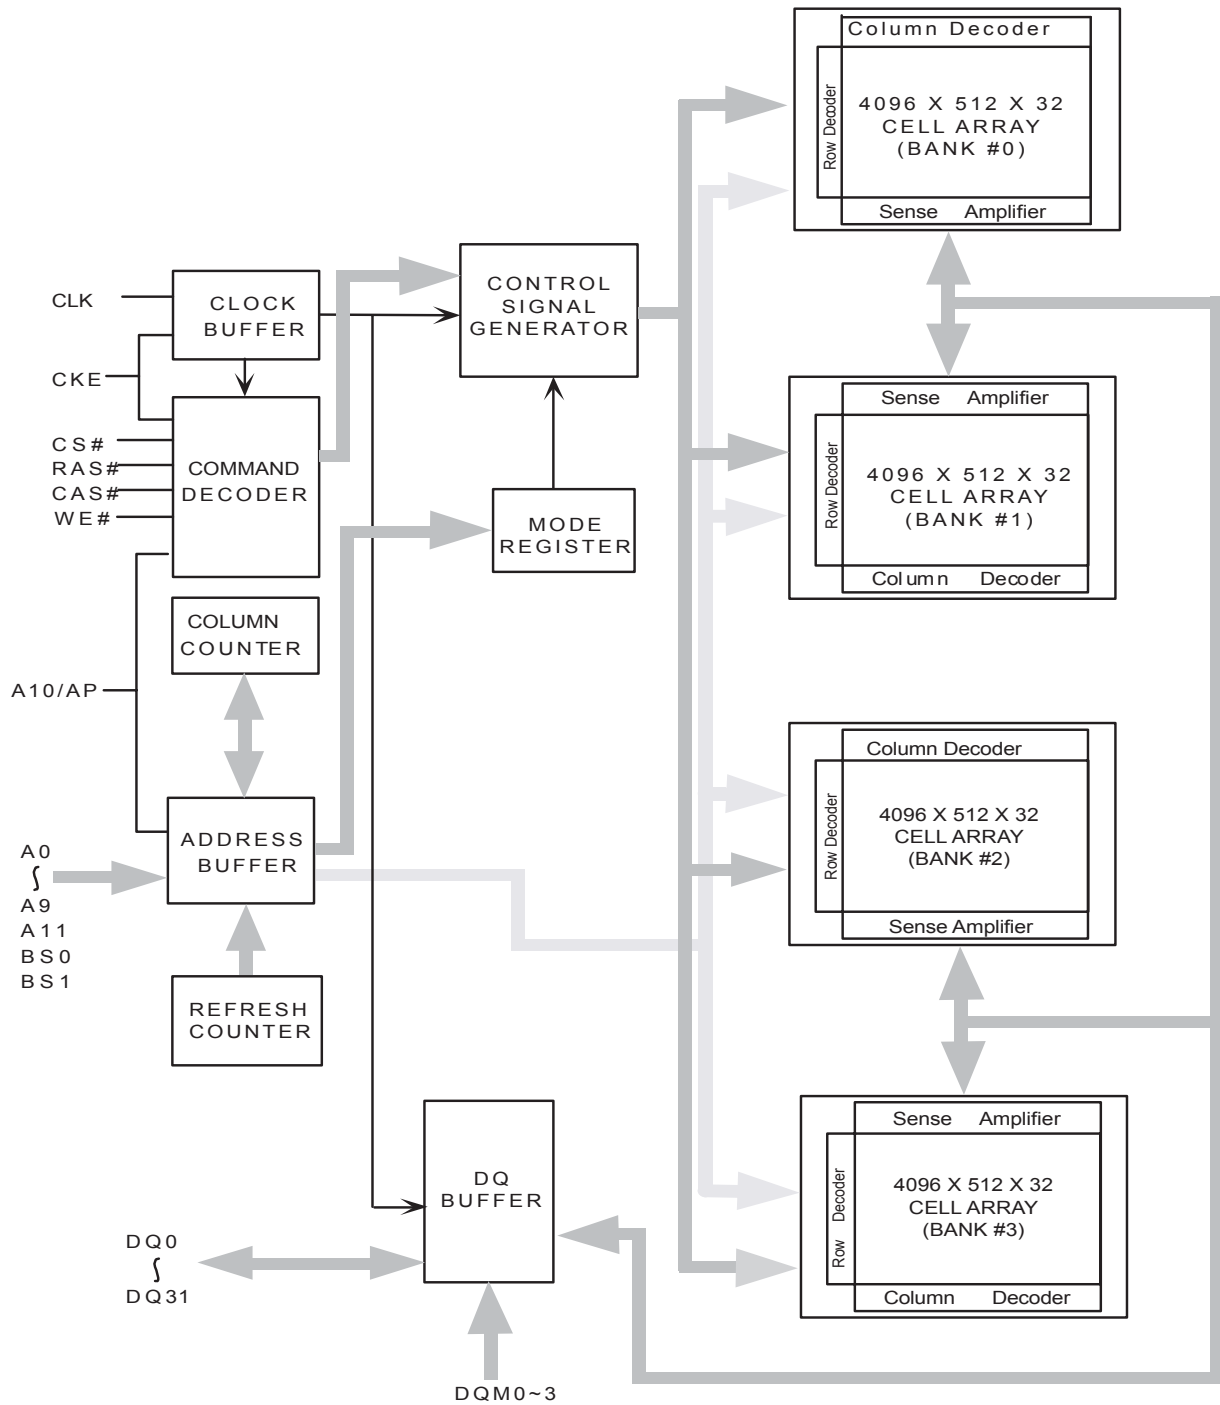 Column Decoder
Row Decoder
4096 X 512 X 32
CELL ARRAY
(BANK #0)
Sense Amplifier
CLK
CLOCK
BUFFER
CONTROL
SIGNAL
GENERATOR
CKE
Sense Amplifier
Row Decoder
4096 X 512 X 32
CELL ARRAY
(BANK #1)
Column Decoder
CS#
RAS#
CAS#
WE#
COMMAND
DECODER
MODE
REGISTER
COLUMN
COUNTER
A10/AP
Column Decoder
Row Decoder
4096 X 512 X 32
CELL ARRAY
(BANK #2)
Sense Amplifier
ADDRESS
BUFFER
A0
A9
A11
BS0
BS1
REFRESH
COUNTER
Sense Amplifier
Row Decoder
4096 X 512 X 32
CELL ARRAY
(BANK #3)
Column Decoder
DQ
BUFFER
DQ0
DQ31
DQM0~3